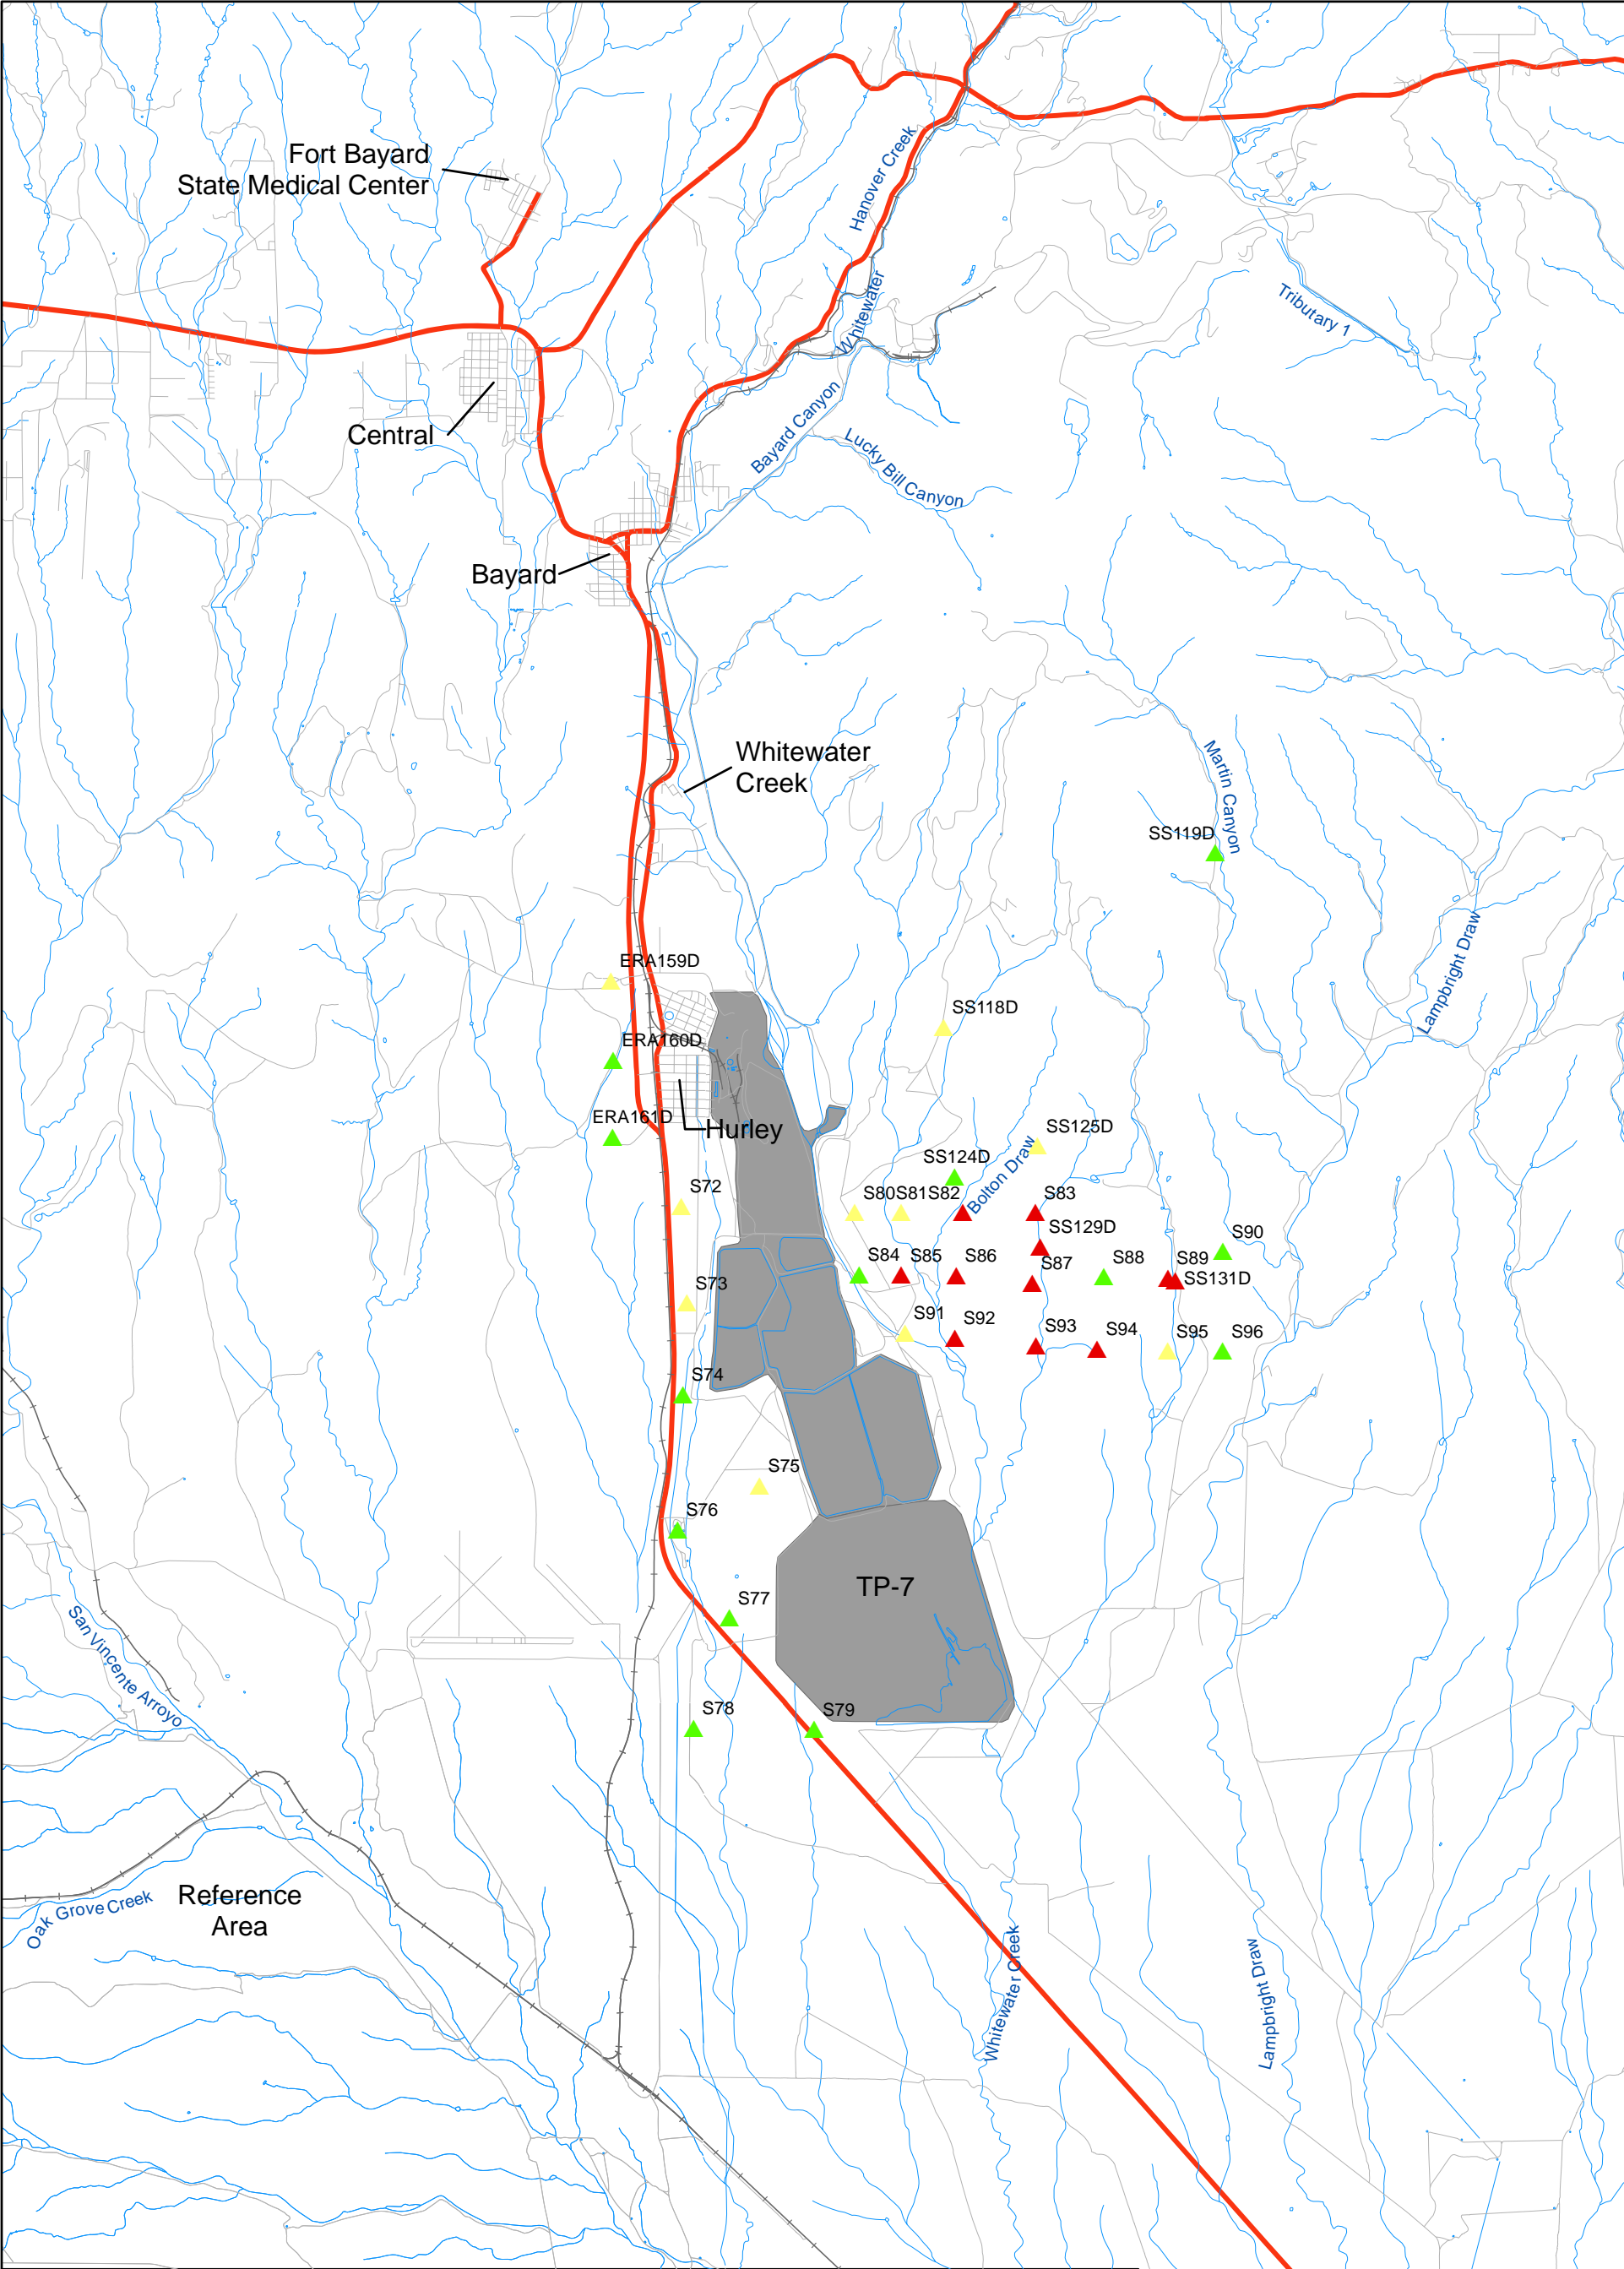 Hanover Creek
Fort Bayard
State Medical Center
Whitewater
Tributary 1
Bayard Canyon
Central
Lucky Bill Canyon
Bayard
Whitewater
Creek
Martin Canyon
SS119D
Lampbright Draw
ERA159D
SS118D
ERA160D
ERA161D
Hurley
SS125D
SS124D
Bolton Draw
S72
S80
S81
S82
S83
SS129D
S90
S84
S85
S86
S87
S88
S89
SS131D
S73
S91
S92
S93
S94
S95
S96
S74
S75
S76
TP-7
S77
San Vincente Arroyo
S78
S79
Reference
Area
Oak Grove Creek
Whitewater Creek
Lampbright Draw